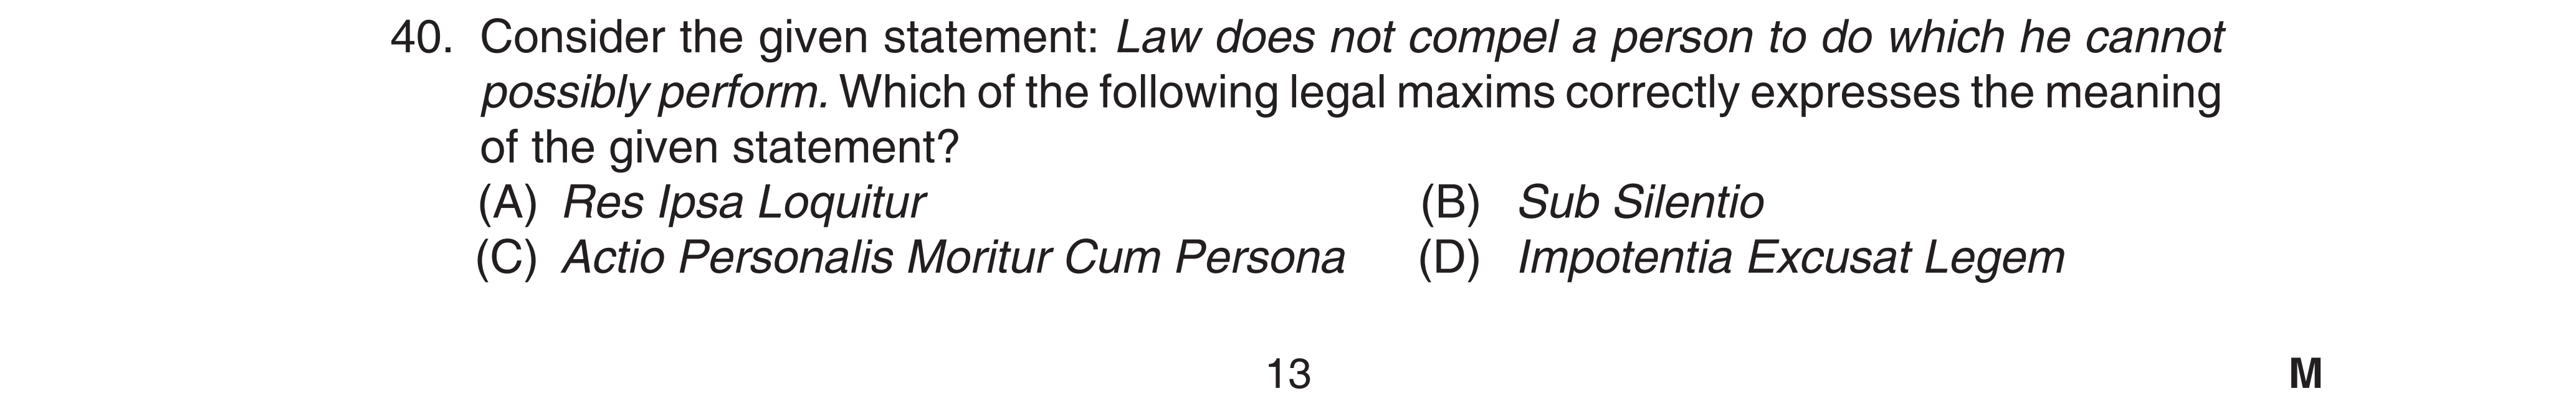 40. Consider the given statement: Law does not compel a person to do which he cannot
possibly perform. Which of the following legal maxims correctly expresses the meaning
of the given statement?
(A) Res Ipsa Loquitur (B) Sub Silentio
(C) Actio Personalis Moritur Cum Persona (D) Impotentia Excusat Legem
13 M